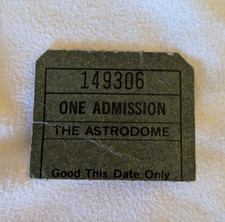 149306
ONE ADMISSION
THE ASTRODOME
Good This Date Only